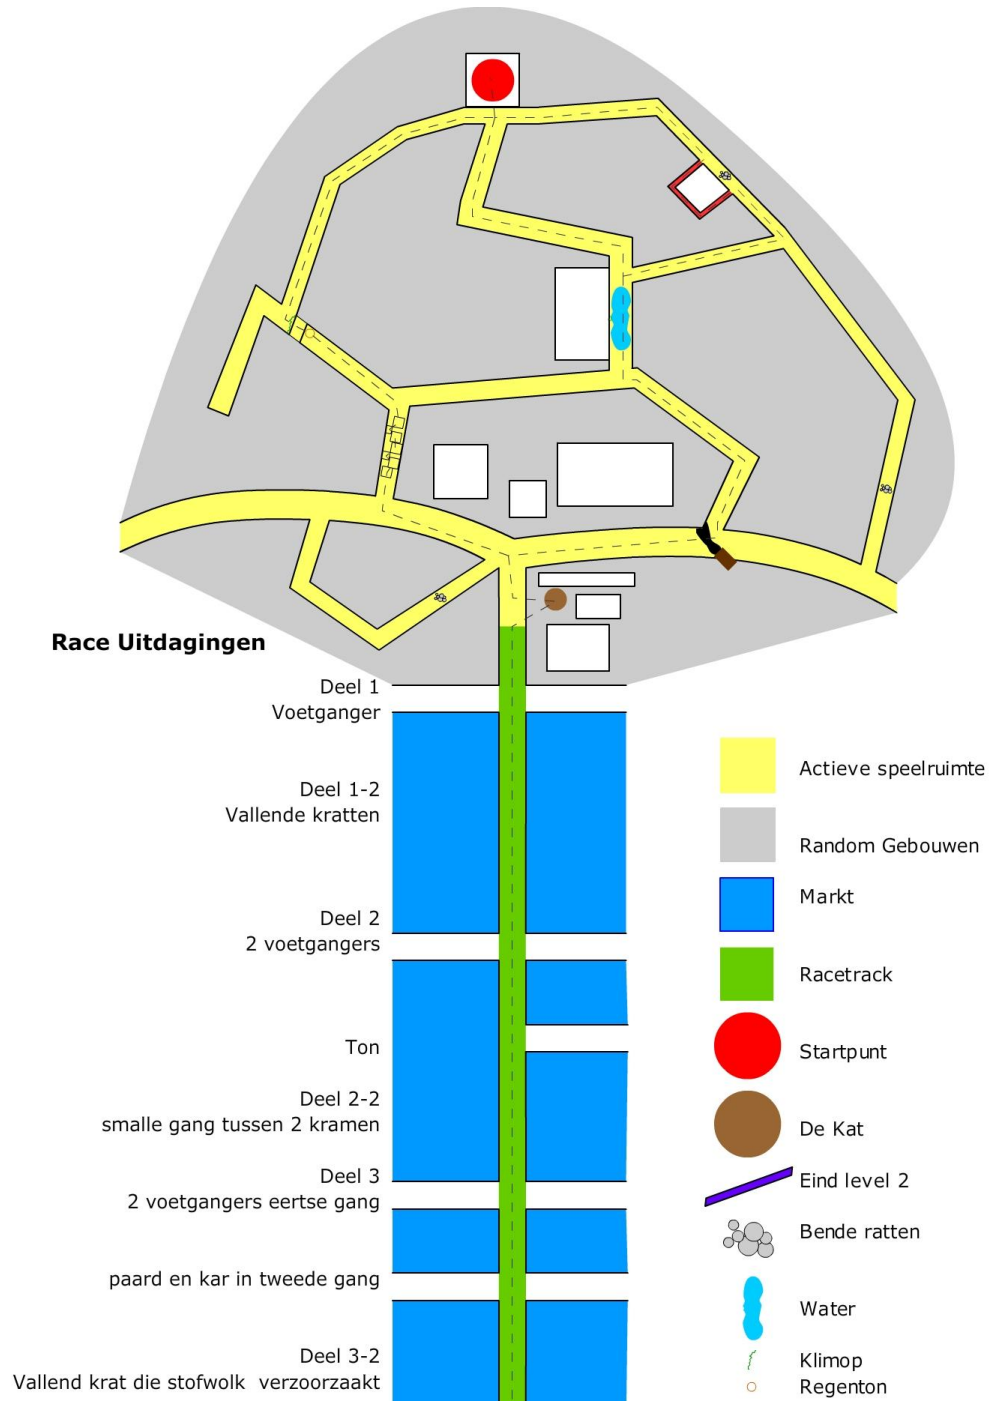 Race Uitdagingen
Deel 1
Voetganger
Deel 1-2
Vallende kratten
Deel 2
2 voetgangers
Ton
Deel 2-2
smalle gang tussen 2 kramen
Deel 3
2 voetgangers eertse gang
paard en kar in tweede gang
Deel 3-2
Vallend krat die stofwolk verzoorzaakt
Actieve speelruimte
Random Gebouwen
Markt
Racetrack
Startpunt
De Kat
Eind level 2
Bende ratten
Water
Klimop
Regenton